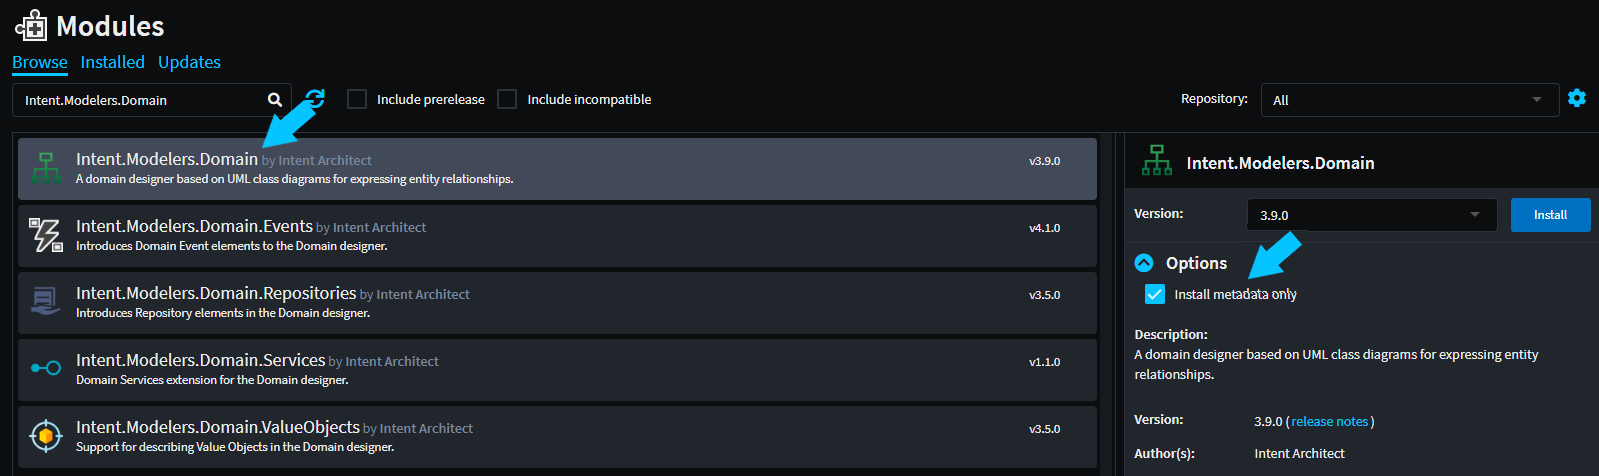 Modules
Browse Installed Updates
Intent.Modelers.Domain Include prerelease Include incompatible Repository: All
Intent.Modelers.Domain by Intent Architect v3.9.0
A domain designer based on UML class diagrams for expressing entity relationships.
Intent.Modelers.Domain.Events by Intent Architect v4.1.0
Introduces Domain Event elements to the Domain designer.
Intent.Modelers.Domain.Repositories by Intent Architect v3.5.0
Introduces Repository elements in the Domain designer.
Intent.Modelers.Domain.Services by Intent Architect v1.1.0
Domain Services extension for the Domain designer.
Intent.Modelers.Domain.ValueObjects by Intent Architect v3.5.0
Support for describing Value Objects in the Domain designer.
Intent.Modelers.Domain
Version: 3.9.0 Install
Options
Install metadata only
Description:
A domain designer based on UML class diagrams for expressing entity
relationships.
Version: 3.9.0 (release notes)
Author(s): Intent Architect